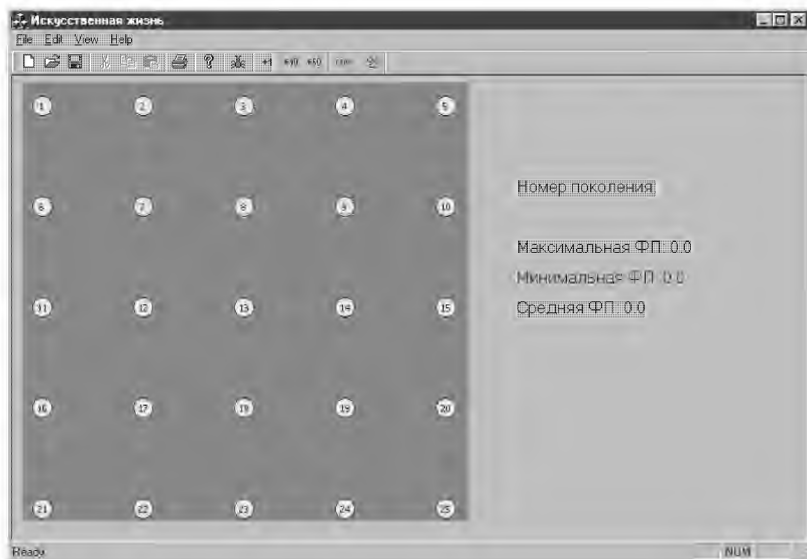 Искусственная жизнь
File Edit View Help
+1 +10 +50
1 2 3 4 5
6 7 8 9 10
11 12 13 14 15
16 17 18 19 20
21 22 23 24 25
Номер поколения:
Максимальная ФП: 0.0
Минимальная ФП: 0.0
Средняя ФП: 0.0
Ready
NUM